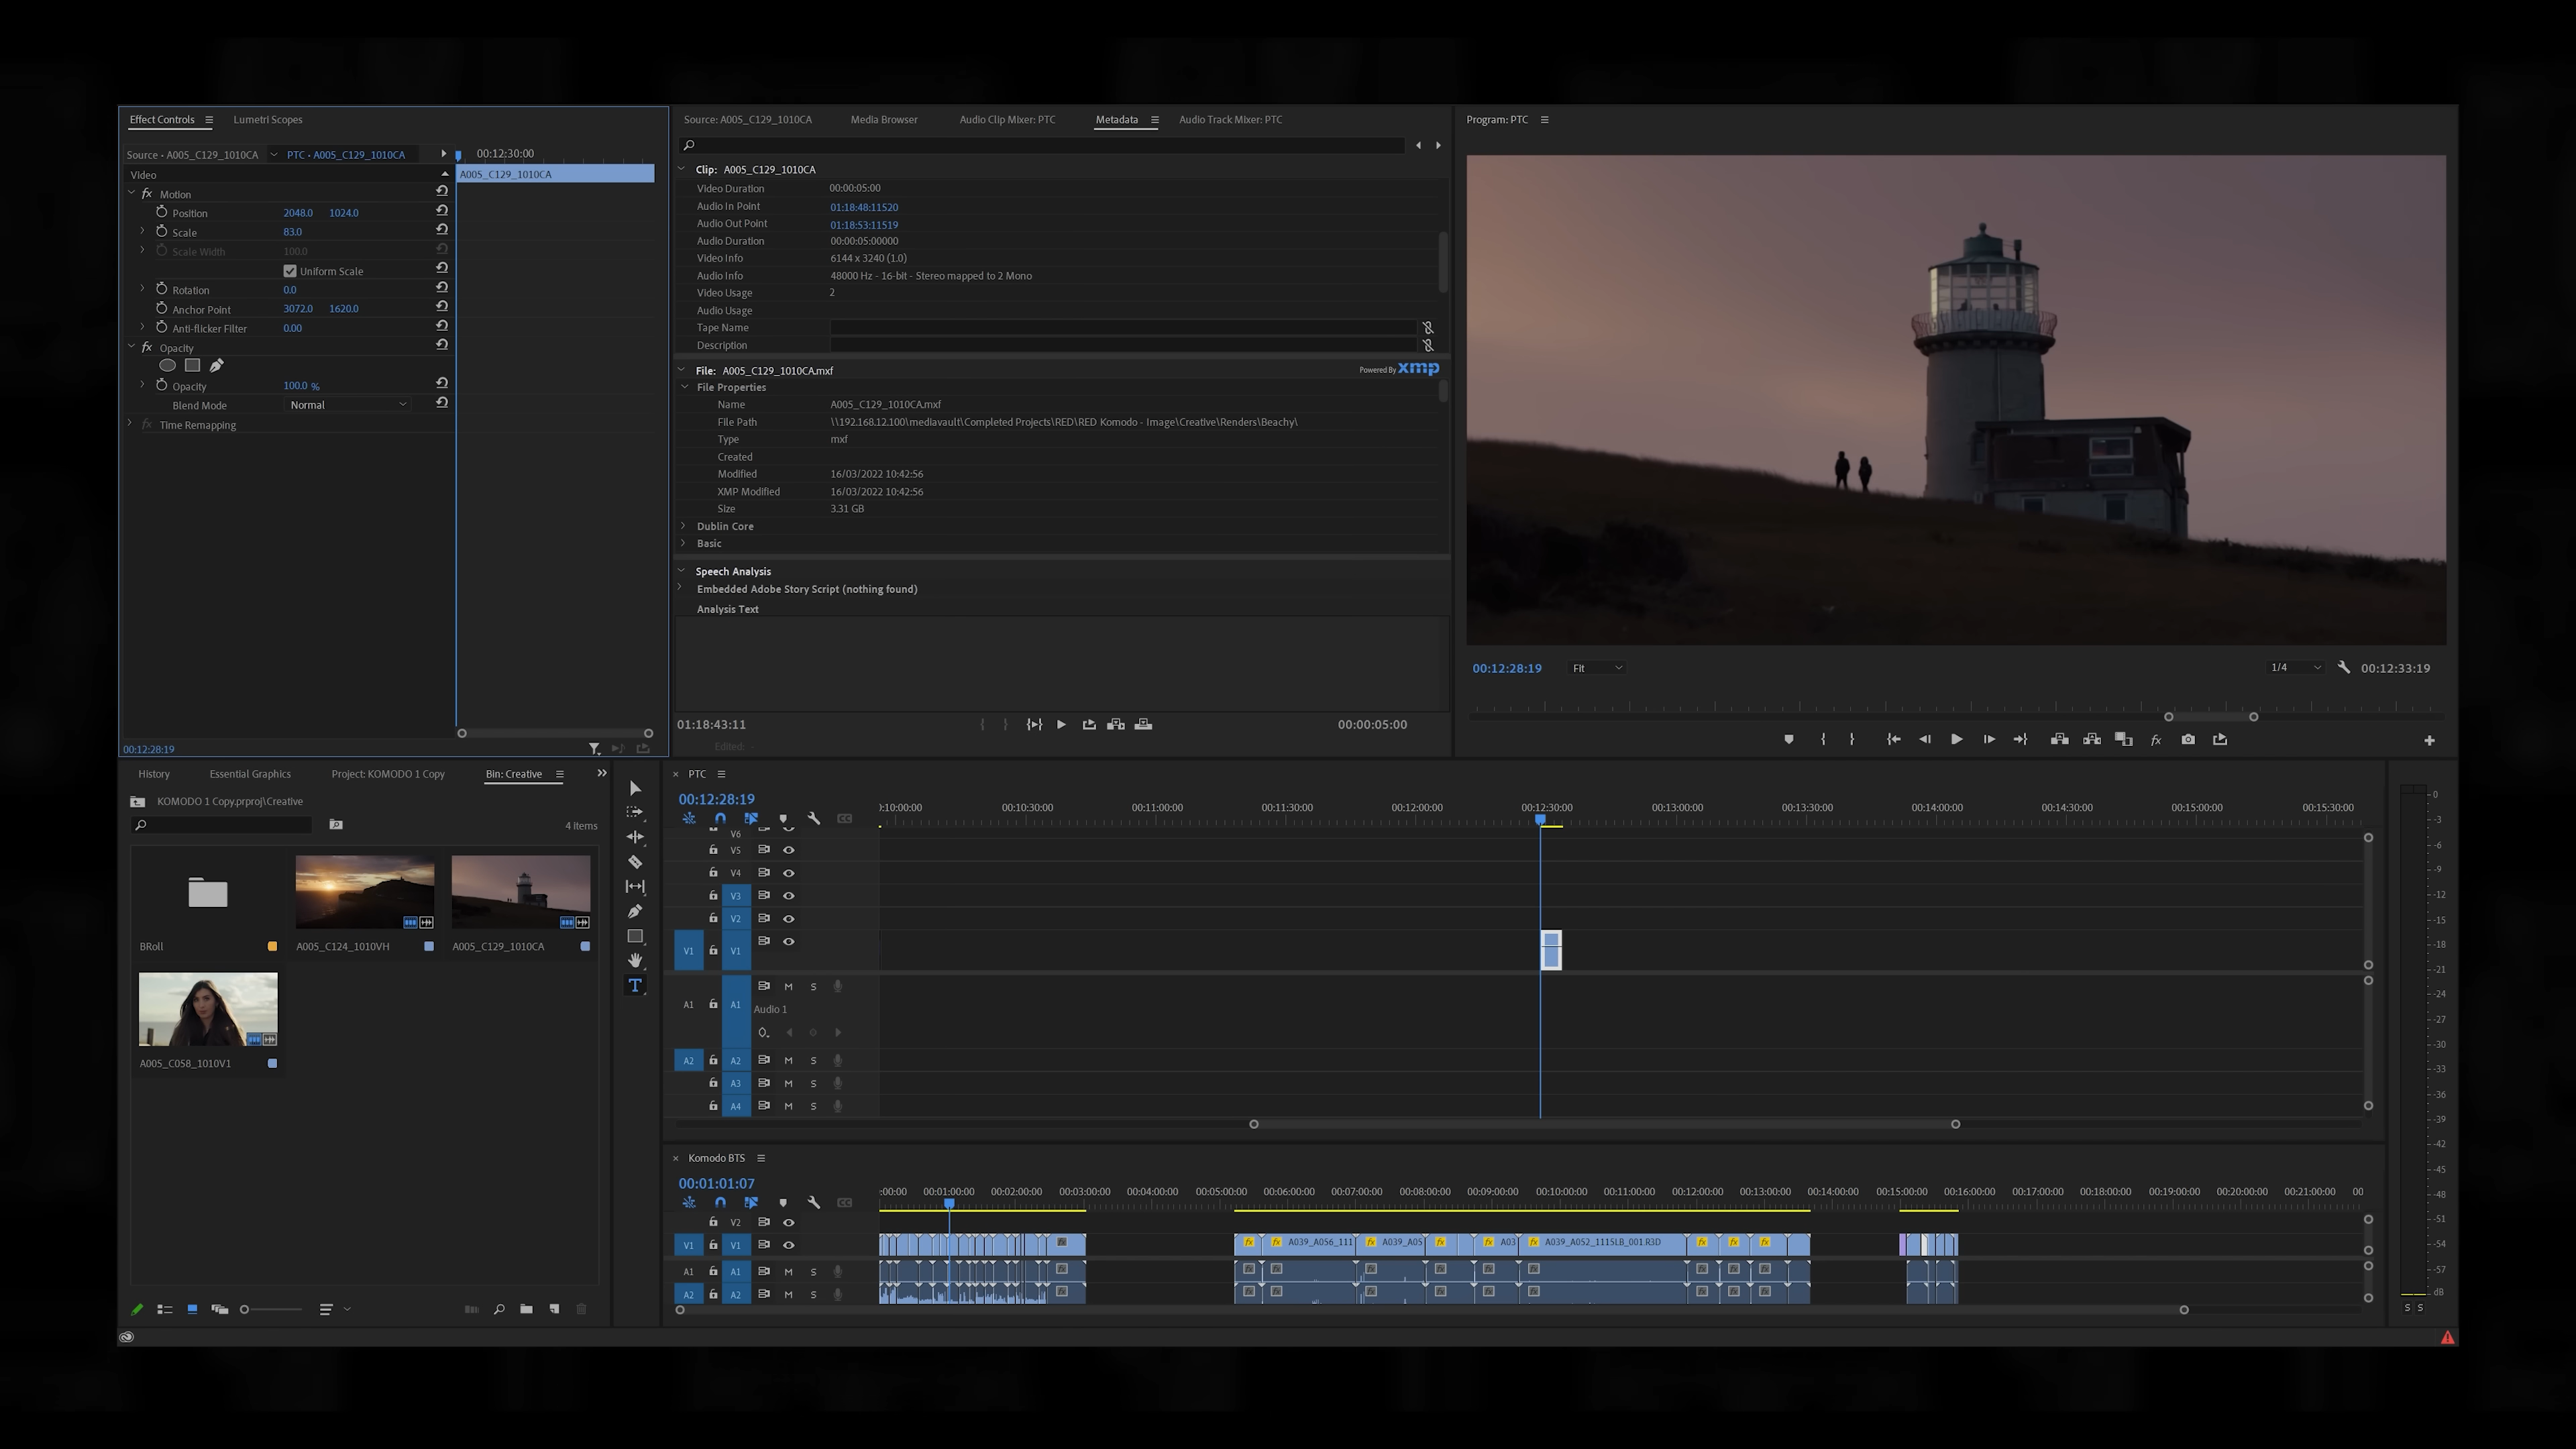 Effect Controls
Lumetri Scopes
Source • A005_C129_1010CA
PTC • A005_C129_1010CA
00:12:30:00
Video
A005_C129_1010CA
fx Motion
Position 2048.0 1024.0
Scale 83.0
Scale Width 100.0
Uniform Scale
Rotation 0.0
Anchor Point 3072.0 1620.0
Anti-flicker Filter 0.00
fx Opacity
Opacity 100.0 %
Blend Mode Normal
fx Time Remapping
00:12:28:19
Source: A005_C129_1010CA
Media Browser
Audio Clip Mixer: PTC
Metadata
Audio Track Mixer: PTC
Clip: A005_C129_1010CA
Video Duration 00:00:05:00
Audio In Point 01:18:48:11520
Audio Out Point 01:18:53:11519
Audio Duration 00:00:05:00000
Video Info 6144 x 3240 (1.0)
Audio Info 48000 Hz - 16-bit - Stereo mapped to 2 Mono
Video Usage 2
Audio Usage
Tape Name
Description
File: A005_C129_1010CA.mxf
Powered By xmp
File Properties
Name A005_C129_1010CA.mxf
File Path \\192.168.12.100\mediavault\Completed Projects\RED\RED Komodo - Image\Creative\Renders\Beachy\
Type mxf
Created
Modified 16/03/2022 10:42:56
XMP Modified 16/03/2022 10:42:56
Size 3.31 GB
Dublin Core
Basic
Speech Analysis
Embedded Adobe Story Script (nothing found)
Analysis Text
01:18:43:11
00:00:05:00
Edited: -
Program: PTC
00:12:28:19
Fit
1/4
00:12:33:19
History
Essential Graphics
Project: KOMODO 1 Copy
Bin: Creative
KOMODO 1 Copy.prproj\Creative
4 items
BRoll
A005_C124_1010VH
A005_C129_1010CA
A005_C058_1010V1
PTC
00:12:28:19
:10:00:00 00:10:30:00 00:11:00:00 00:11:30:00 00:12:00:00 00:12:30:00 00:13:00:00 00:13:30:00 00:14:00:00 00:14:30:00 00:15:00:00 00:15:30:00
V6
V5
V4
V3
V2
V1 V1
A1 A1 M S
Audio 1
A2 A2 M S
A3 M S
A4 M S
Komodo BTS
00:01:01:07
:00:00 00:01:00:00 00:02:00:00 00:03:00:00 00:04:00:00 00:05:00:00 00:06:00:00 00:07:00:00 00:08:00:00 00:09:00:00 00:10:00:00 00:11:00:00 00:12:00:00 00:13:00:00 00:14:00:00 00:15:00:00 00:16:00:00 00:17:00:00 00:18:00:00 00:19:00:00 00:20:00:00 00:21:00:00 00
V2
V1 V1
A039_A056_111
A039_A05
A03
A039_A052_1115LB_001.R3D
A1 A1 M S
A2 A2 M S
0
-3
-6
-9
-12
-15
-18
-21
-24
-27
-30
-33
-36
-39
-42
-45
-48
-51
-54
-57
dB
S S